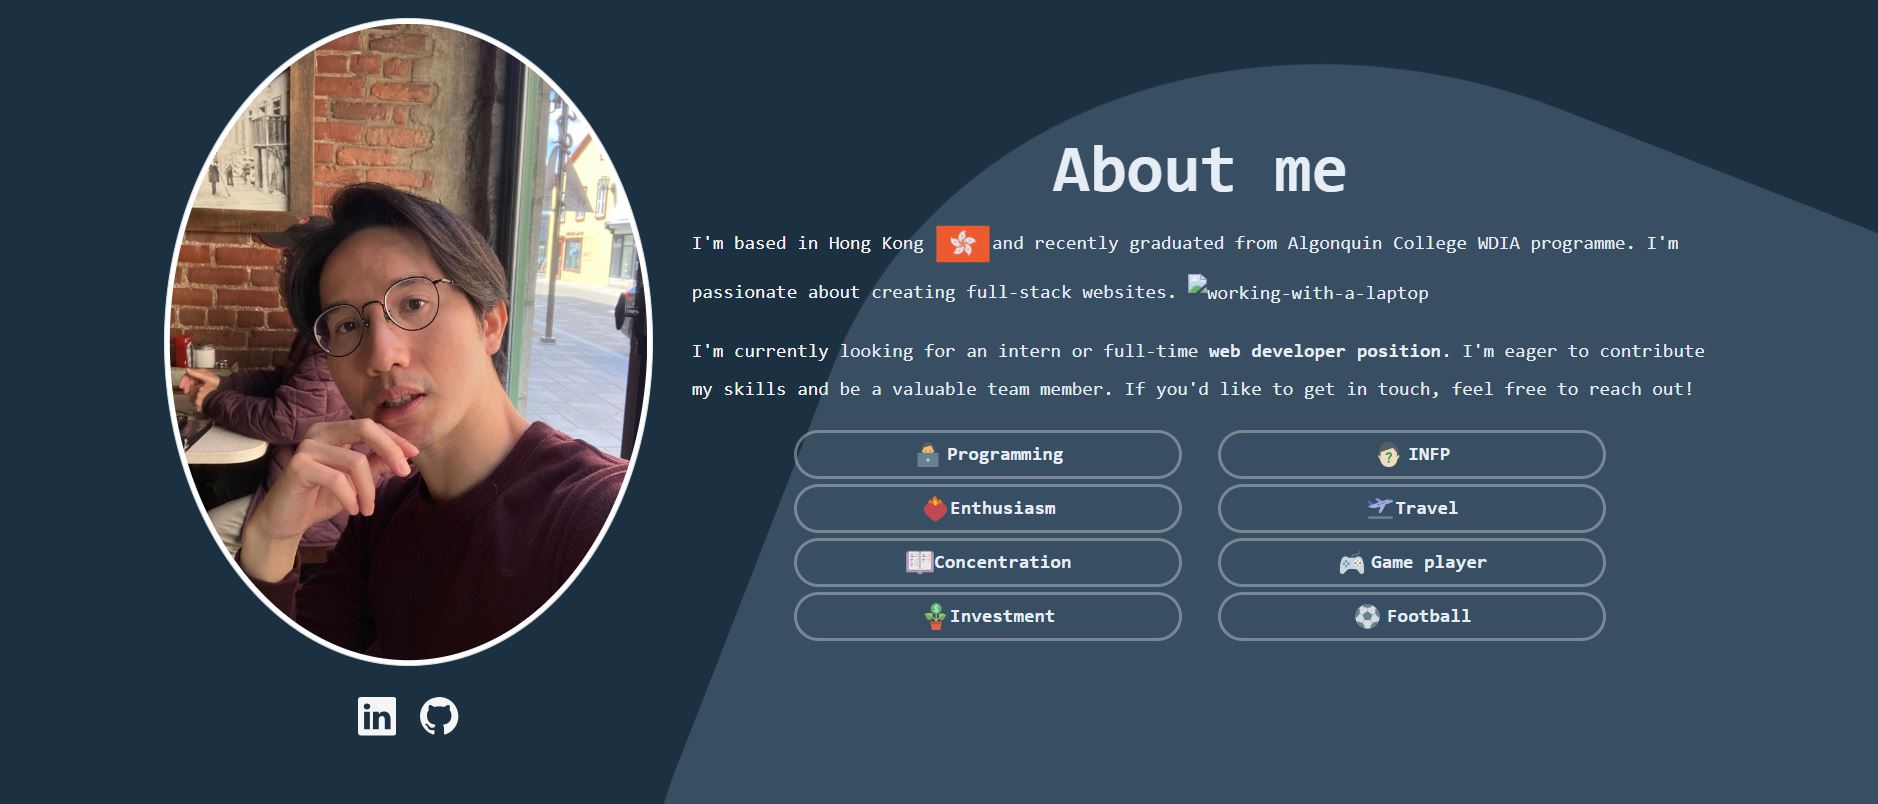 About me
I'm based in Hong Kong and recently graduated from Algonquin College WDIA programme. I'm
passionate about creating full-stack websites. working-with-a-laptop
I'm currently looking for an intern or full-time web developer position. I'm eager to contribute
my skills and be a valuable team member. If you'd like to get in touch, feel free to reach out!
Programming
INFP
Enthusiasm
Travel
Concentration
Game player
Investment
Football
in